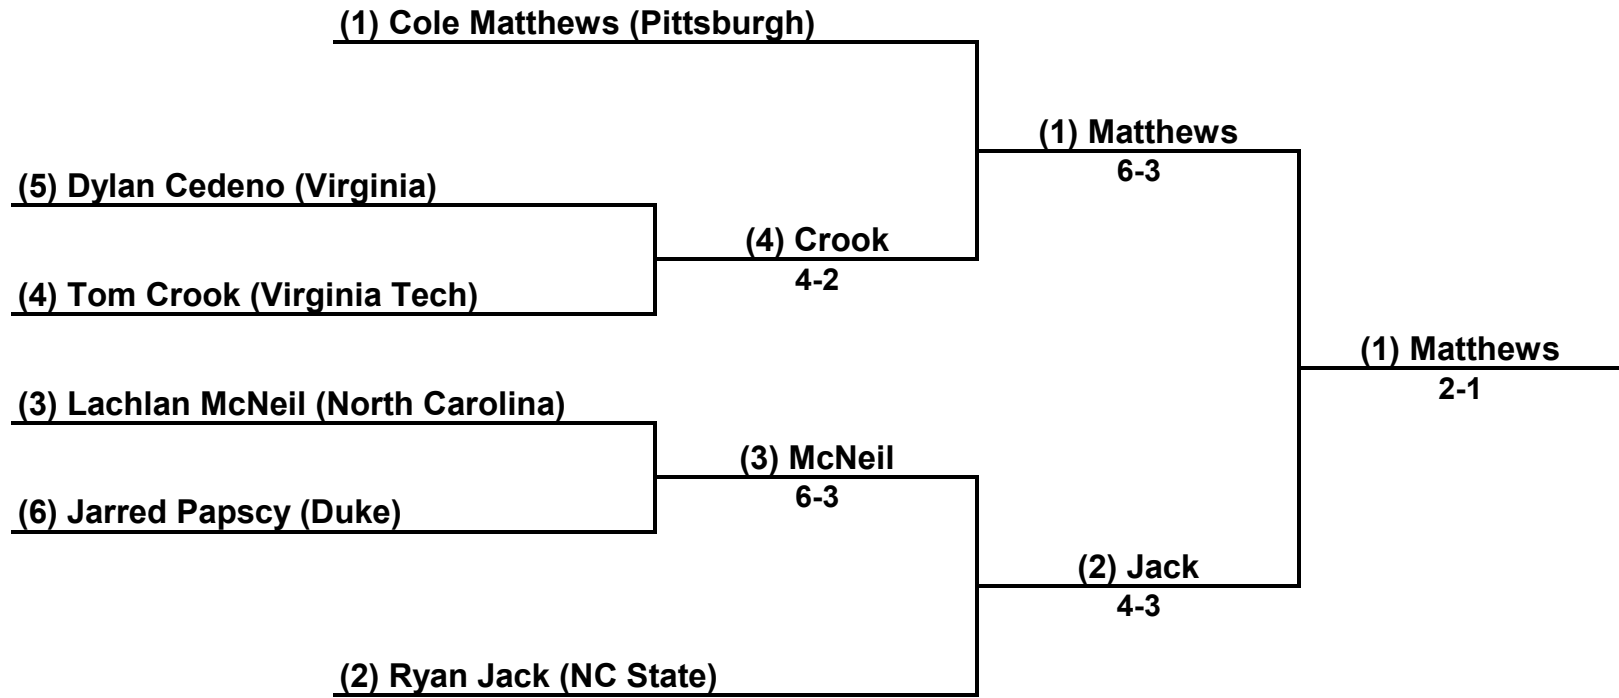 (1) Cole Matthews (Pittsburgh)
(1) Matthews
6-3
(5) Dylan Cedeno (Virginia)
(4) Crook
4-2
(4) Tom Crook (Virginia Tech)
(1) Matthews
2-1
(3) Lachlan McNeil (North Carolina)
(3) McNeil
6-3
(6) Jarred Papscy (Duke)
(2) Jack
4-3
(2) Ryan Jack (NC State)